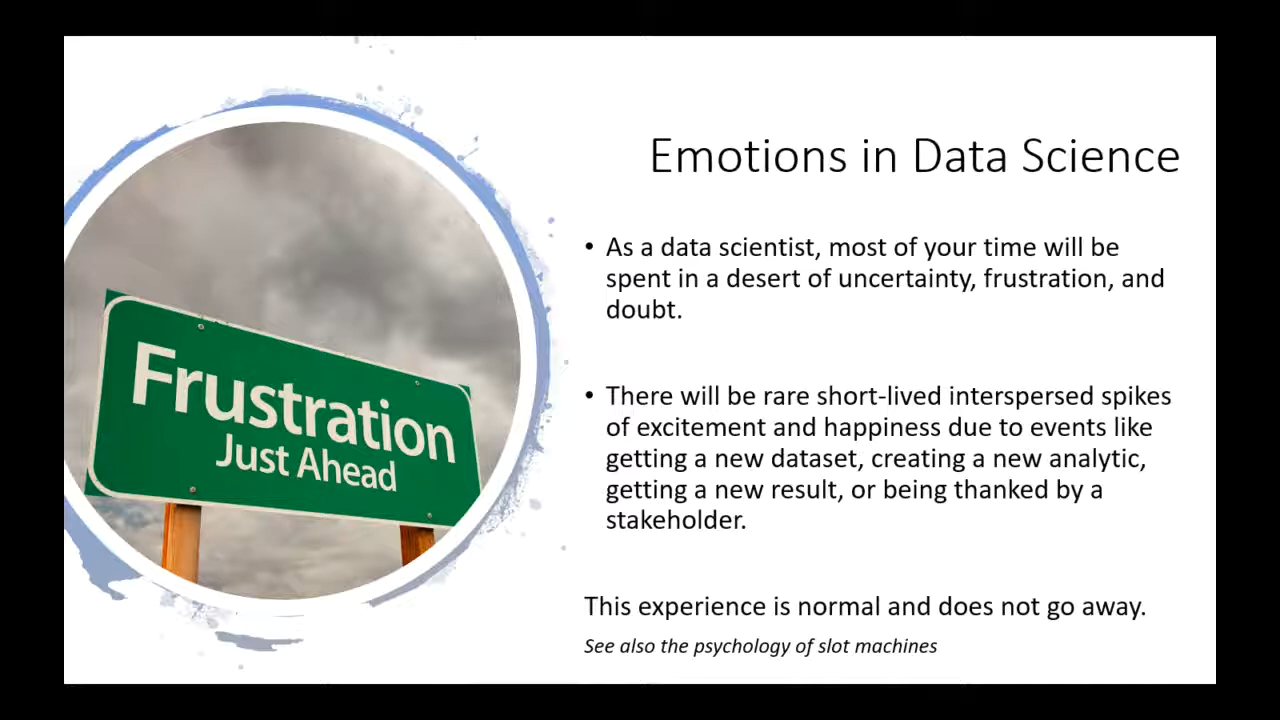 Emotions in Data Science
• As a data scientist, most of your time will be
spent in a desert of uncertainty, frustration, and
doubt.
• There will be rare short-lived interspersed spikes
of excitement and happiness due to events like
getting a new dataset, creating a new analytic,
getting a new result, or being thanked by a
stakeholder.
This experience is normal and does not go away.
See also the psychology of slot machines
Frustration
Just Ahead